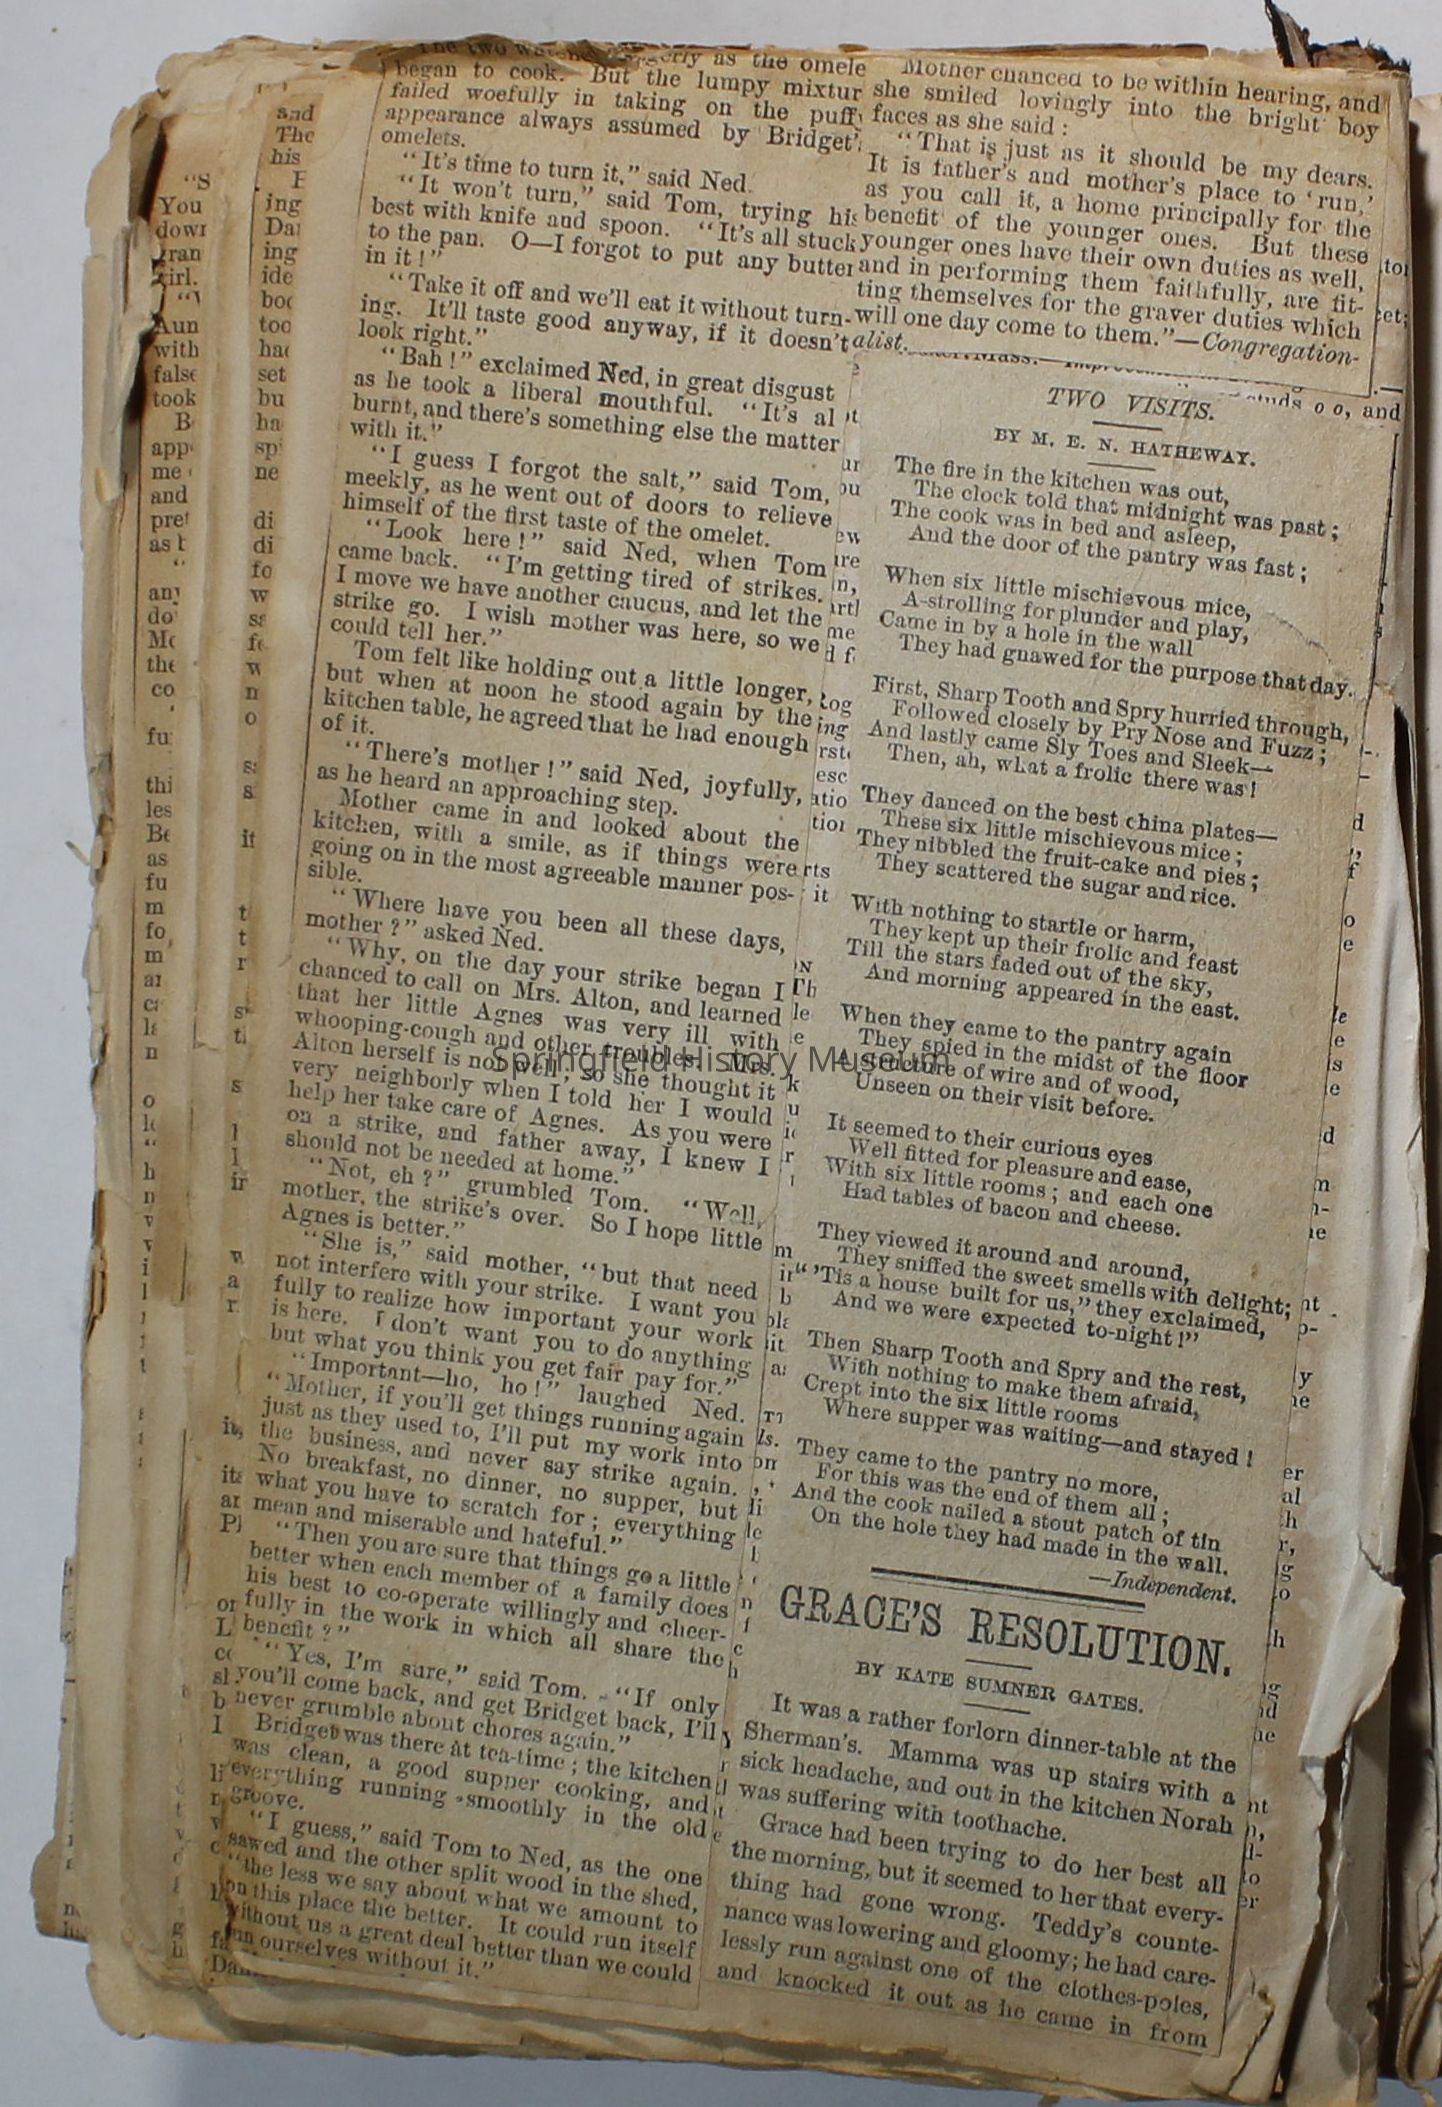 as the omele
began to cook. But the lumpy mixtur
failed woefully in taking on the puff
appearance always assumed by Bridget'
omelets.
“It's time to turn it,” said Ned.
“It won't turn,” said Tom, trying his
best with knife and spoon. “It's all stuck
to the pan. O—I forgot to put any butter
in it!”
“Take it off and we'll eat it without turn-
ing. It'll taste good anyway, if it doesn't
look right.”
“Bah!” exclaimed Ned, in great disgust
as he took a liberal mouthful. “It's al
burnt, and there's something else the matter
with it.”
“I guess I forgot the salt,” said Tom,
meekly, as he went out of doors to relieve
himself of the first taste of the omelet.
“Look here!” said Ned, when Tom
came back. “I'm getting tired of strikes.
I move we have another caucus, and let the
strike go. I wish mother was here, so we
could tell her.”
Tom felt like holding out a little longer,
but when at noon he stood again by the
kitchen table, he agreed that he had enough
of it.
“There's mother!” said Ned, joyfully,
as he heard an approaching step.
Mother came in and looked about the
kitchen, with a smile, as if things were
going on in the most agreeable manner pos-
sible.
“Where have you been all these days,
mother?” asked Ned.
“Why, on the day your strike began I
chanced to call on Mrs. Alton, and learned
that her little Agnes was very ill with
whooping-cough and other troubles. Mrs.
Alton herself is not well, so she thought it
very neighborly when I told her I would
help her take care of Agnes. As you were
on a strike, and father away, I knew I
should not be needed at home.”
“Not, eh?” grumbled Tom. “Well,
mother, the strike's over. So I hope little
Agnes is better.”
“She is,” said mother, “but that need
not interfere with your strike. I want you
fully to realize how important your work
is here. I don't want you to do anything
but what you think you get fair pay for.”
“Important—ho, ho!” laughed Ned.
“Mother, if you'll get things running again
just as they used to, I'll put my work into
the business, and never say strike again.
No breakfast, no dinner, no supper, but
what you have to scratch for; everything
mean and miserable and hateful.”
“Then you are sure that things go a little
better when each member of a family does
his best to co-operate willingly and cheer-
fully in the work in which all share the
benefit?”
“Yes, I'm sure,” said Tom. “If only
you'll come back, and get Bridget back, I'll
never grumble about chores again.”
Bridget was there at tea-time; the kitchen
was clean, a good supper cooking, and
everything running smoothly in the old
groove.
“I guess,” said Tom to Ned, as the one
sawed and the other split wood in the shed,
“the less we say about what we amount to
on this place the better. It could run itself
without us a great deal better than we could
run ourselves without it.”
Mother chanced to be within hearing, and
she smiled lovingly into the bright boy
faces as she said:
“That is just as it should be my dears.
It is father's and mother's place to ‘run,’
as you call it, a home principally for the
benefit of the younger ones. But these
younger ones have their own duties as well,
and in performing them faithfully, are fit-
ting themselves for the graver duties which
will one day come to them.”—Congregation-
alist.
TWO VISITS.
BY M. E. N. HATHEWAY.
The fire in the kitchen was out,
The clock told that midnight was past;
The cook was in bed and asleep,
And the door of the pantry was fast;
When six little mischievous mice,
A-strolling for plunder and play,
Came in by a hole in the wall
They had gnawed for the purpose that day.
First, Sharp Tooth and Spry hurried through,
Followed closely by Pry Nose and Fuzz;
And lastly came Sly Toes and Sleek—
Then, ah, what a frolic there was!
They danced on the best china plates—
These six little mischievous mice;
They nibbled the fruit-cake and pies;
They scattered the sugar and rice.
With nothing to startle or harm,
They kept up their frolic and feast
Till the stars faded out of the sky,
And morning appeared in the east.
When they came to the pantry again
They spied in the midst of the floor
A structure of wire and of wood,
Unseen on their visit before.
It seemed to their curious eyes
Well fitted for pleasure and ease,
With six little rooms; and each one
Had tables of bacon and cheese.
They viewed it around and around,
They sniffed the sweet smells with delight;
“'Tis a house built for us,” they exclaimed,
And we were expected to-night!”
Then Sharp Tooth and Spry and the rest,
With nothing to make them afraid,
Crept into the six little rooms
Where supper was waiting—and stayed!
They came to the pantry no more,
For this was the end of them all;
And the cook nailed a stout patch of tin
On the hole they had made in the wall.
—Independent.
GRACE'S RESOLUTION.
BY KATE SUMNER GATES.
It was a rather forlorn dinner-table at the
Sherman's. Mamma was up stairs with a
sick headache, and out in the kitchen Norah
was suffering with toothache.
Grace had been trying to do her best all
the morning, but it seemed to her that every-
thing had gone wrong. Teddy's counte-
nance was lowering and gloomy; he had care-
lessly run against one of the clothes-poles,
and knocked it out as he came in from
Springfield History Museum